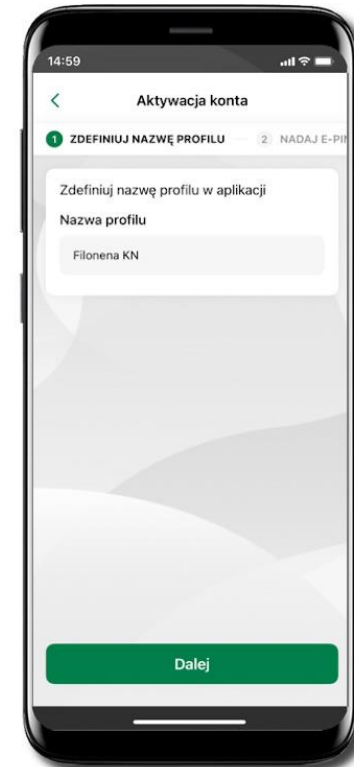 14:59
Aktywacja konta
1 ZDEFINIUJ NAZWĘ PROFILU 2 NADAJ E-PIN
Zdefiniuj nazwę profilu w aplikacji
Nazwa profilu
Filonena KN
Dalej